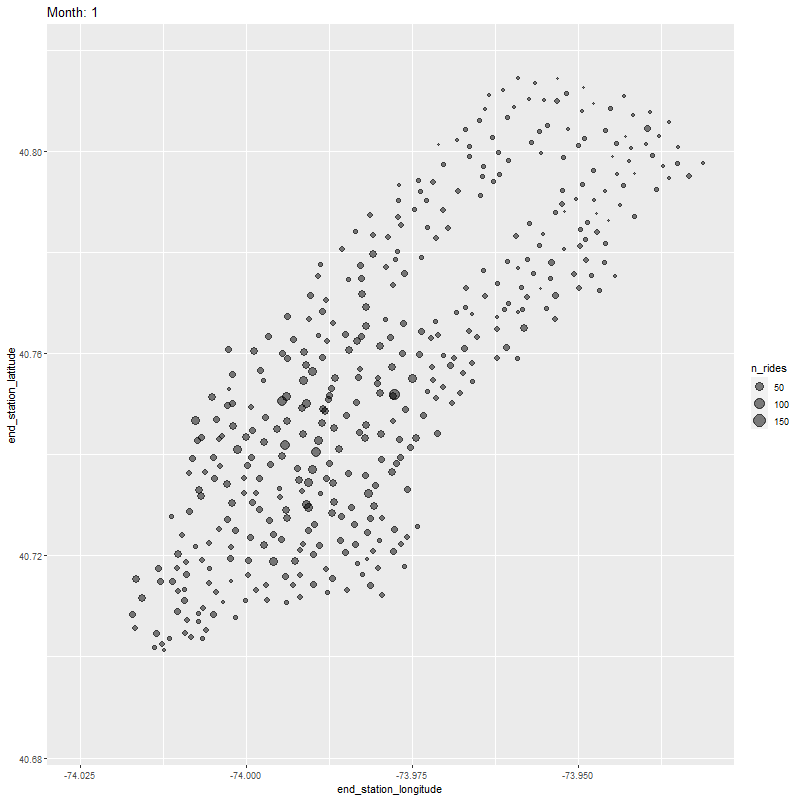 Month: 1
40.80
40.76
40.72
40.68
end_station_latitude
-74.025
-74.000
-73.975
-73.950
end_station_longitude
n_rides
50
100
150